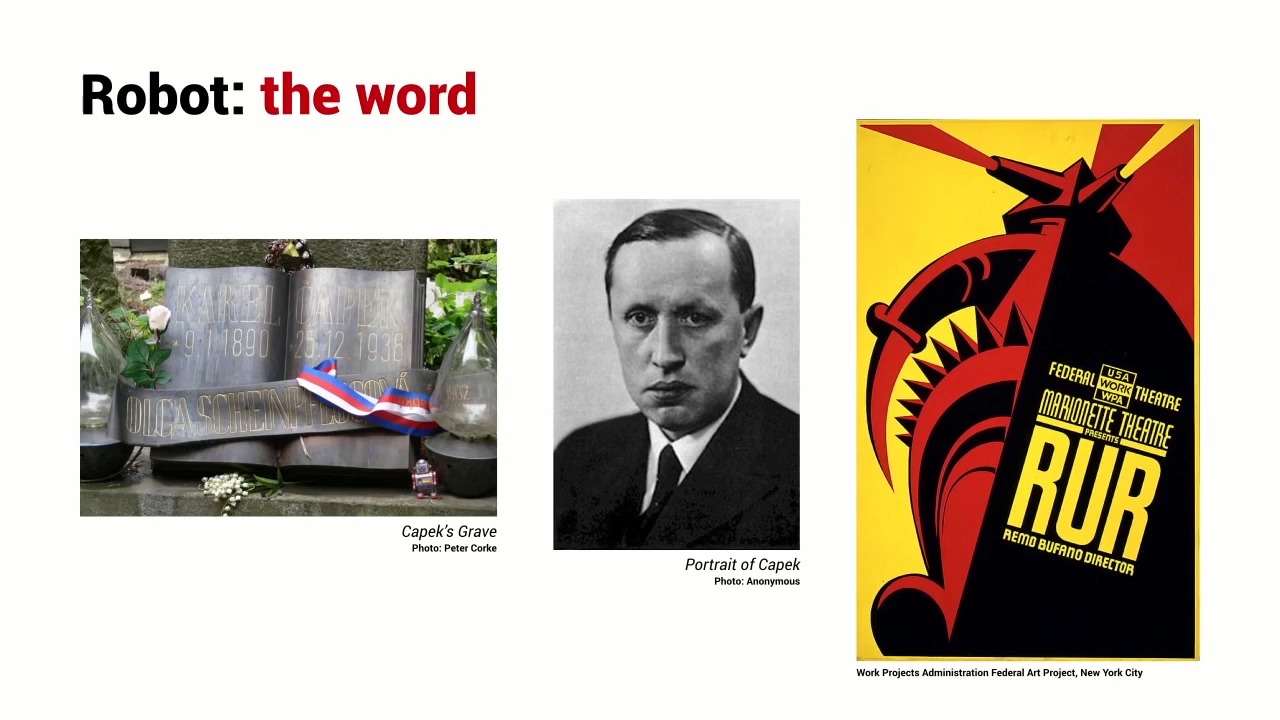 Robot: the word
KAREL ČAPEK
*9.1.1890 25.12.1938
OLGA SCHEINPFLUGOVÁ
Capek's Grave
Photo: Peter Corke
Portrait of Capek
Photo: Anonymous
FEDERAL USA WORK WPA THEATRE
MARIONETTE THEATRE
PRESENTS
RUR
REMO BUFANO DIRECTOR
Work Projects Administration Federal Art Project, New York City